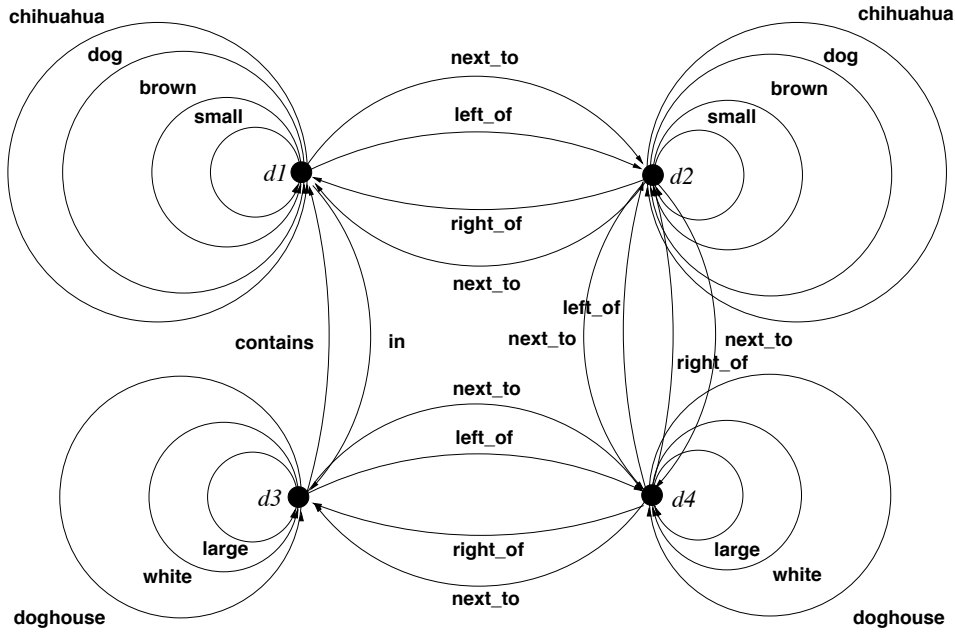 chihuahua
dog
brown
small
d1
next_to
left_of
right_of
next_to
chihuahua
dog
brown
small
d2
contains
in
left_of
next_to
next_to
right_of
next_to
left_of
right_of
next_to
d3
large
white
doghouse
d4
large
white
doghouse